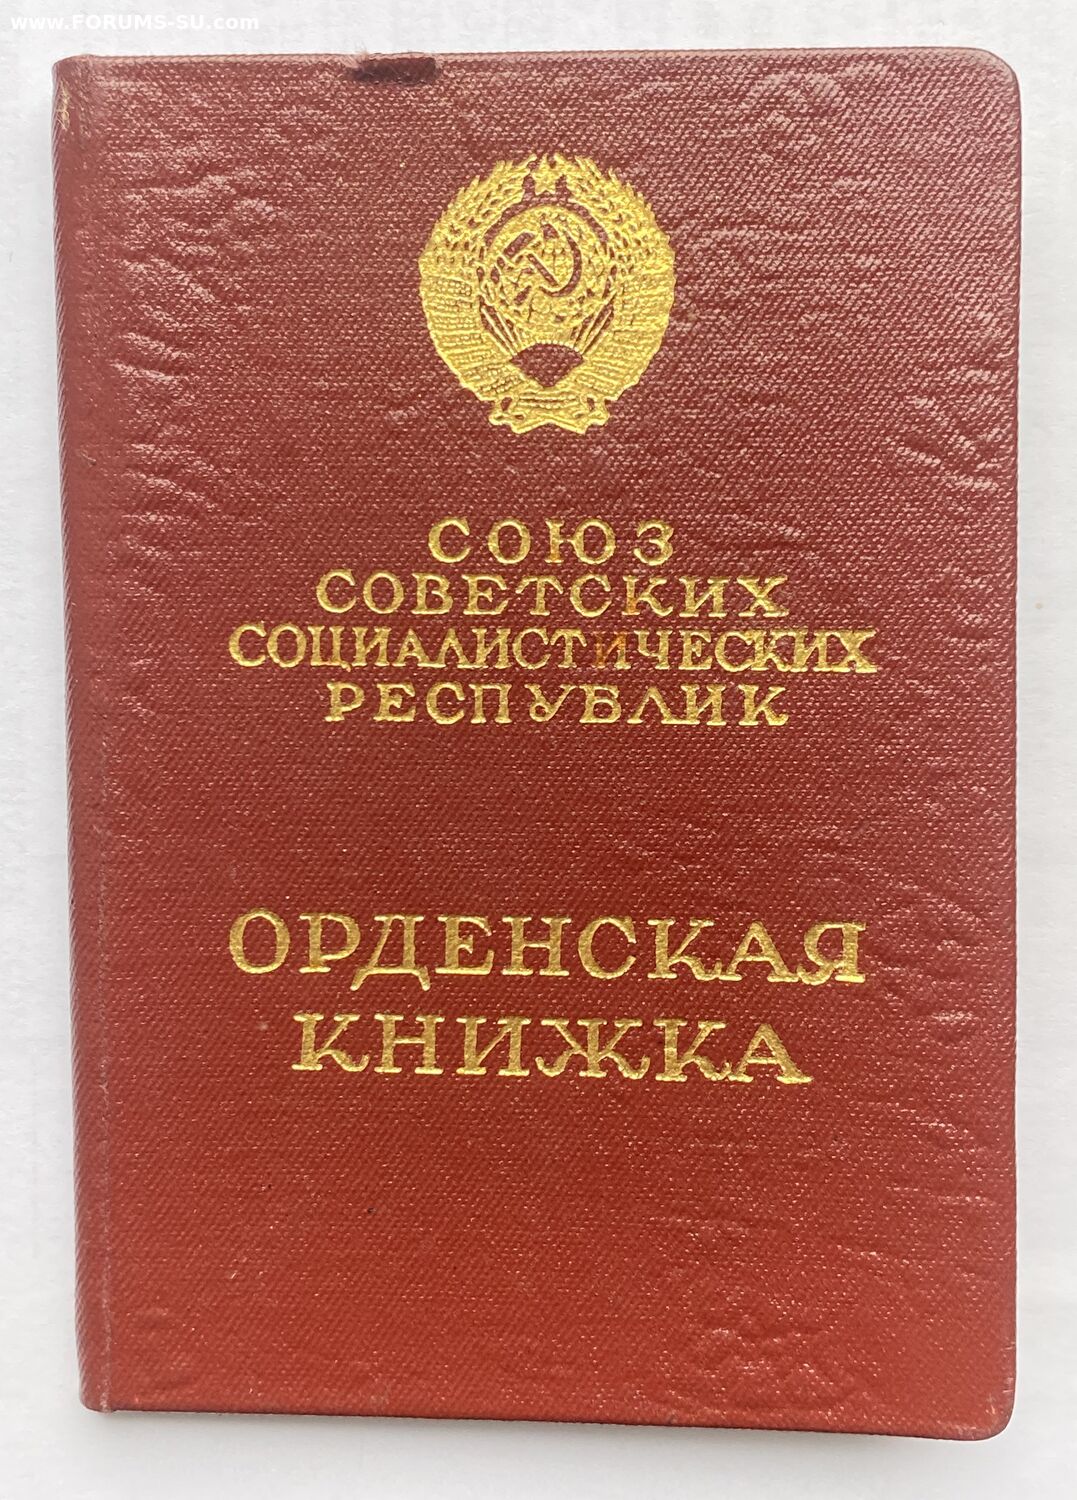 www.FORUMS-SU.com
СОЮЗ
СОВЕТСКИХ
СОЦИАЛИСТИЧЕСКИХ
РЕСПУБЛИК
ОРДЕНСКАЯ
КНИЖКА